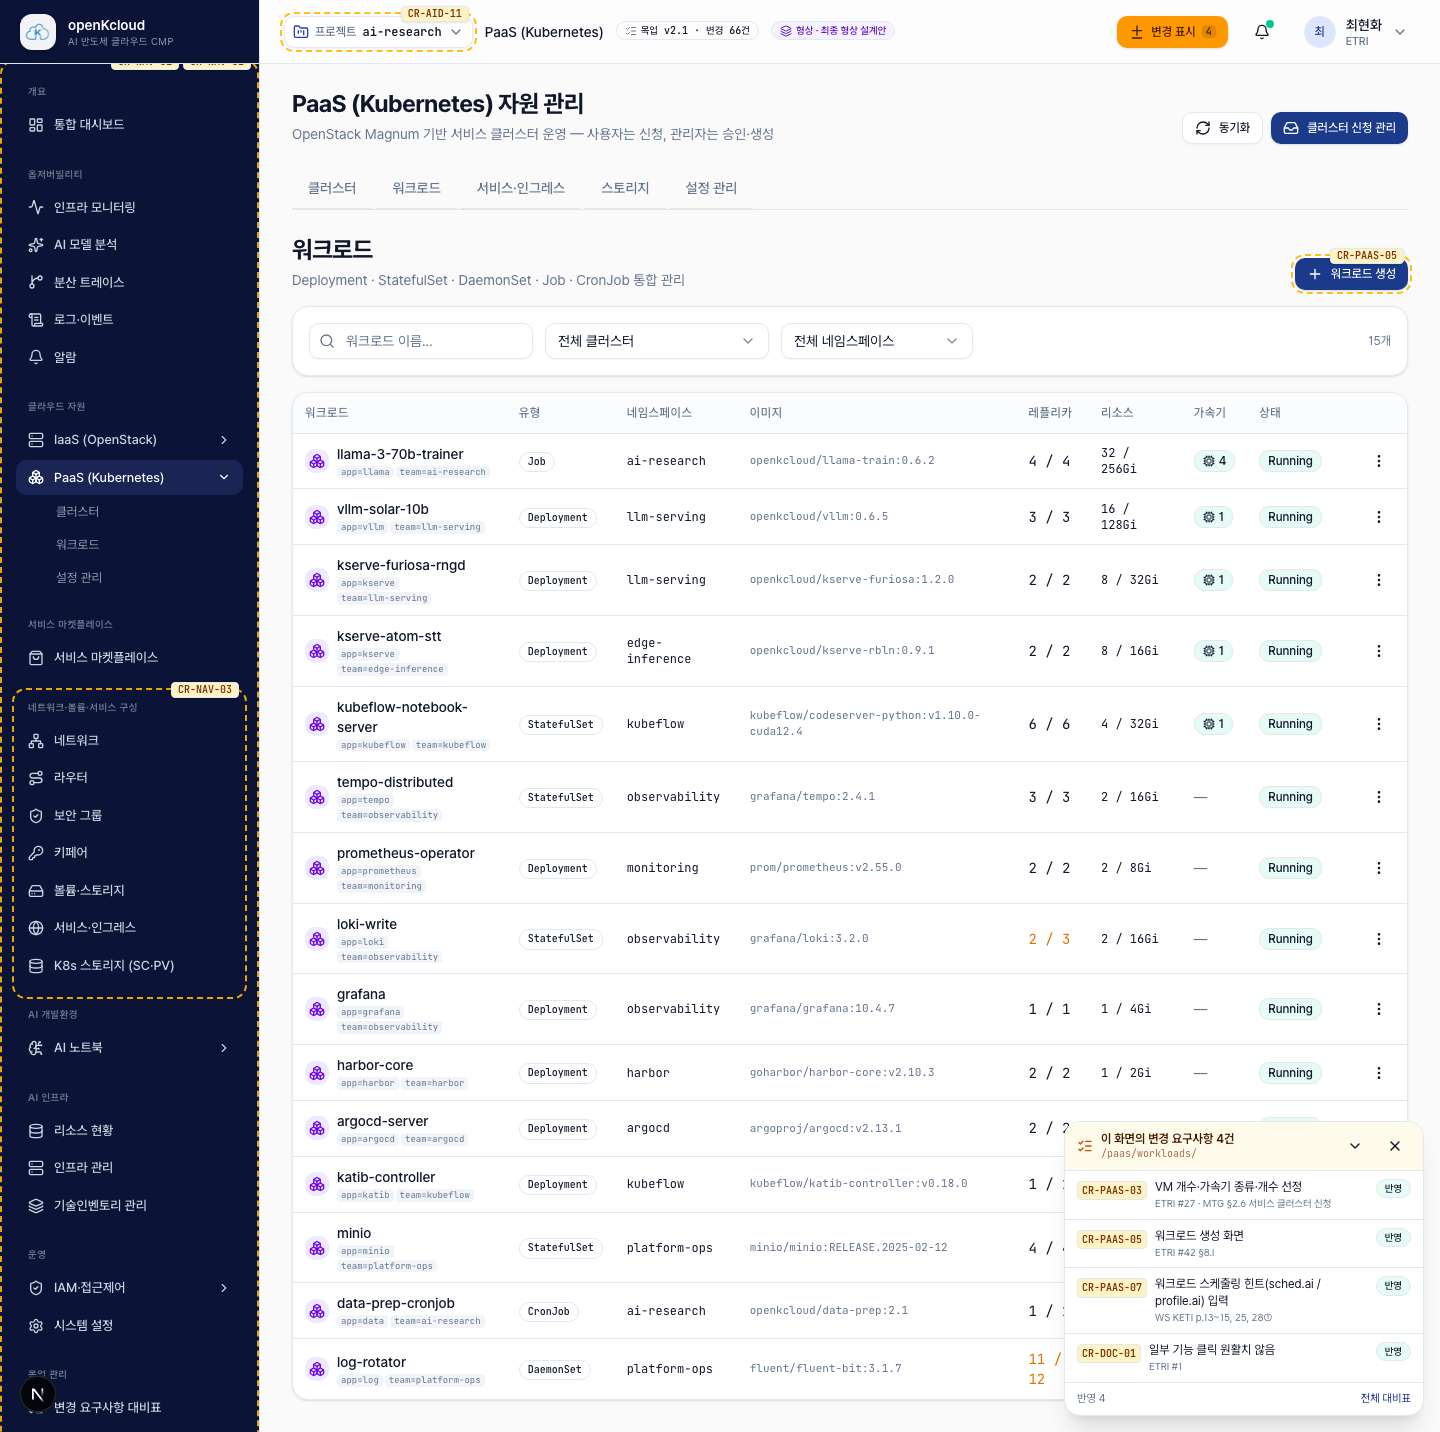 openKcloud
AI 반도체 클라우드 CMP
CR-AID-11
프로젝트 ai-research
PaaS (Kubernetes)
목업 v2.1 · 변경 66건
형상 · 최종 형상 설계안
변경 표시 4
최
최현화
ETRI
개요
통합 대시보드
옵저버빌리티
인프라 모니터링
AI 모델 분석
분산 트레이스
로그·이벤트
알람
클라우드 자원
IaaS (OpenStack)
PaaS (Kubernetes)
클러스터
워크로드
설정 관리
서비스 마켓플레이스
서비스 마켓플레이스
CR-NAV-03
네트워크·볼륨·서비스 구성
네트워크
라우터
보안 그룹
키페어
볼륨·스토리지
서비스·인그레스
K8s 스토리지 (SC·PV)
AI 개발환경
AI 노트북
AI 인프라
리소스 현황
인프라 관리
기술인벤토리 관리
운영
IAM·접근제어
시스템 설정
관리
N
변경 요구사항 대비표
PaaS (Kubernetes) 자원 관리
OpenStack Magnum 기반 서비스 클러스터 운영 — 사용자는 신청, 관리자는 승인·생성
동기화
클러스터 신청 관리
클러스터 워크로드 서비스·인그레스 스토리지 설정 관리
워크로드
Deployment · StatefulSet · DaemonSet · Job · CronJob 통합 관리
CR-PAAS-05
워크로드 생성
워크로드 이름...
전체 클러스터
전체 네임스페이스
15개
워크로드 유형 네임스페이스 이미지 레플리카 리소스 가속기 상태
llama-3-70b-trainer
app=llama team=ai-research
Job ai-research openkcloud/llama-train:0.6.2 4 / 4
32 /
256Gi
4 Running
vllm-solar-10b
app=vllm team=llm-serving
Deployment llm-serving openkcloud/vllm:0.6.5 3 / 3
16 /
128Gi
1 Running
kserve-furiosa-rngd
app=kserve
team=llm-serving
Deployment llm-serving openkcloud/kserve-furiosa:1.2.0 2 / 2 8 / 32Gi 1 Running
kserve-atom-stt
app=kserve
team=edge-inference
Deployment
edge-
inference
openkcloud/kserve-rbln:0.9.1 2 / 2 8 / 16Gi 1 Running
kubeflow-notebook-
server
app=kubeflow team=kubeflow
StatefulSet kubeflow
kubeflow/codeserver-python:v1.10.0-
cuda12.4
6 / 6 4 / 32Gi 1 Running
tempo-distributed
app=tempo
team=observability
StatefulSet observability grafana/tempo:2.4.1 3 / 3 2 / 16Gi — Running
prometheus-operator
app=prometheus
team=monitoring
Deployment monitoring prom/prometheus:v2.55.0 2 / 2 2 / 8Gi — Running
loki-write
app=loki
team=observability
StatefulSet observability grafana/loki:3.2.0 2 / 3 2 / 16Gi — Running
grafana
app=grafana
team=observability
Deployment observability grafana/grafana:10.4.7 1 / 1 1 / 4Gi — Running
harbor-core
app=harbor team=harbor
Deployment harbor goharbor/harbor-core:v2.10.3 2 / 2 1 / 2Gi — Running
argocd-server
app=argocd team=argocd
Deployment argocd argoproj/argocd:v2.13.1 2 / 2
katib-controller
app=katib team=kubeflow
Deployment kubeflow kubeflow/katib-controller:v0.18.0 1 /
minio
app=minio
team=platform-ops
StatefulSet platform-ops minio/minio:RELEASE.2025-02-12 4 /
data-prep-cronjob
app=data team=ai-research
CronJob ai-research openkcloud/data-prep:2.1 1 /
log-rotator
app=log team=platform-ops
DaemonSet platform-ops fluent/fluent-bit:3.1.7
11 /
12
이 화면의 변경 요구사항 4건
/paas/workloads/
CR-PAAS-03 VM 개수·가속기 종류·개수 선정 반영
ETRI #27 · MTG §2.6 서비스 클러스터 신청
CR-PAAS-05 워크로드 생성 화면 반영
ETRI #42 §8.1
CR-PAAS-07 워크로드 스케줄링 힌트(sched.ai / 반영
profile.ai) 입력
WS KETI p.13~15, 25, 28①
CR-DOC-01 일부 기능 클릭 원활치 않음 반영
ETRI #1
반영 4
전체 대비표